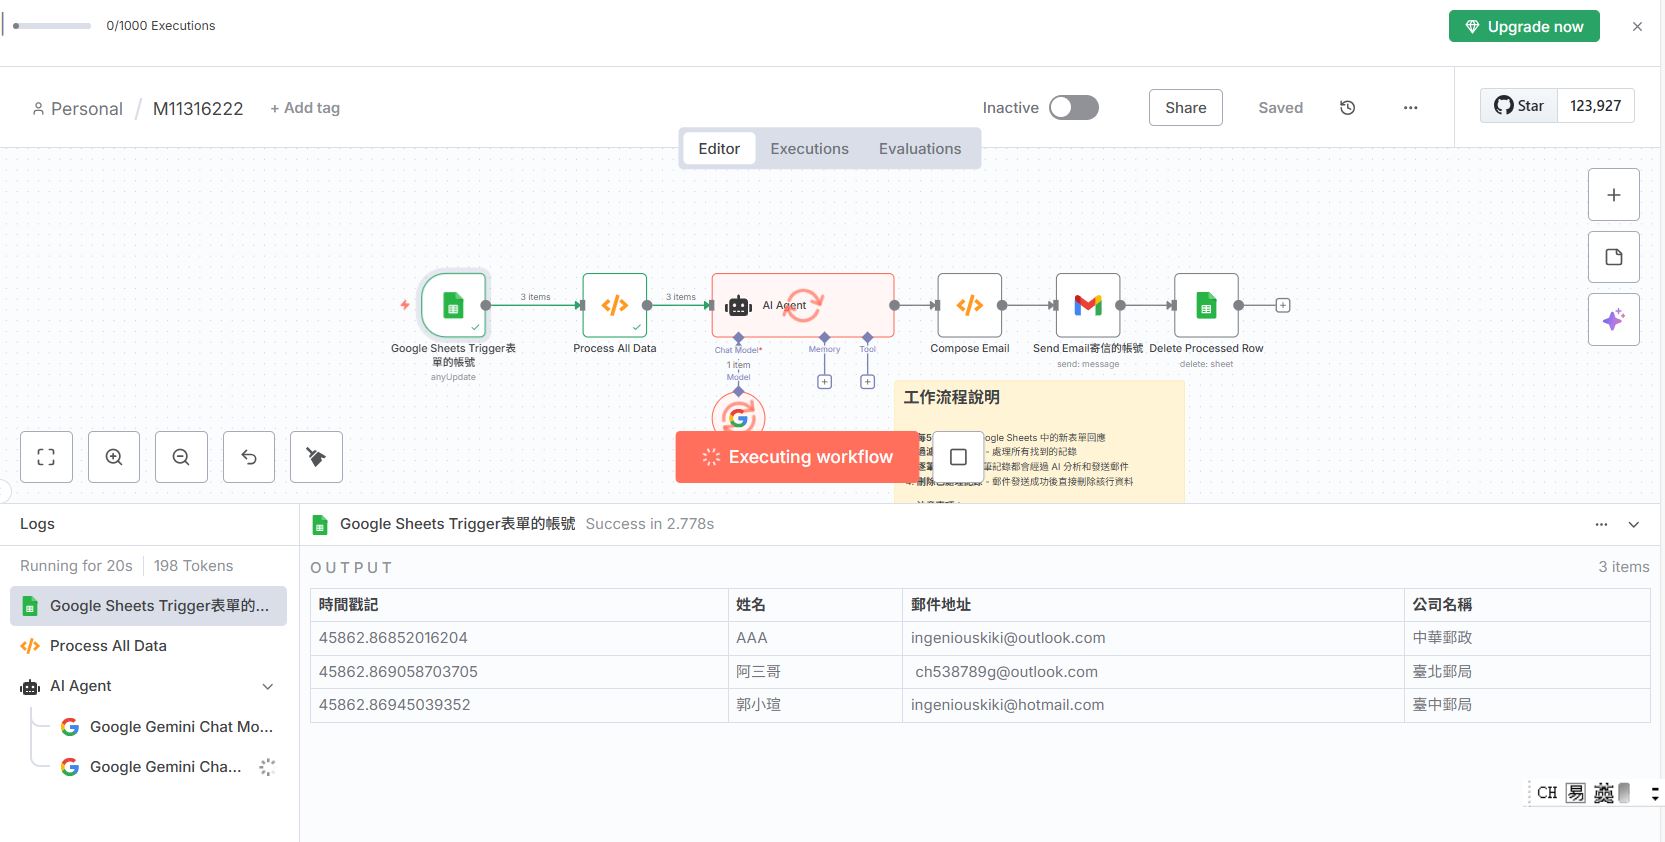 0/1000 Executions
Upgrade now
Personal / M11316222 + Add tag
Inactive
Share
Saved
Star 123,927
Editor Executions Evaluations
3 items
3 items
AI Agent
Google Sheets Trigger表
單的帳號
anyUpdate
Process All Data
Chat Model*
Memory
Tool
1 item
Model
Compose Email
Send Email寄信的帳號
send: message
Delete Processed Row
delete: sheet
工作流程說明
每5 ogle Sheets 中的新表單回應
- 處理所有找到的記錄
筆記錄都會經過 AI 分析和發送郵件
- 郵件發送成功後直接刪除該行資料
Executing workflow
Logs
Google Sheets Trigger表單的帳號 Success in 2.778s
Running for 20s 198 Tokens
OUTPUT
3 items
Google Sheets Trigger表單的...
Process All Data
AI Agent
Google Gemini Chat Mo...
Google Gemini Cha...
時間戳記 姓名 郵件地址 公司名稱
45862.86852016204 AAA ingeniouskiki@outlook.com 中華郵政
45862.869058703705 阿三哥 ch538789g@outlook.com 臺北郵局
45862.86945039352 郭小瑄 ingeniouskiki@hotmail.com 臺中郵局
CH 易 英